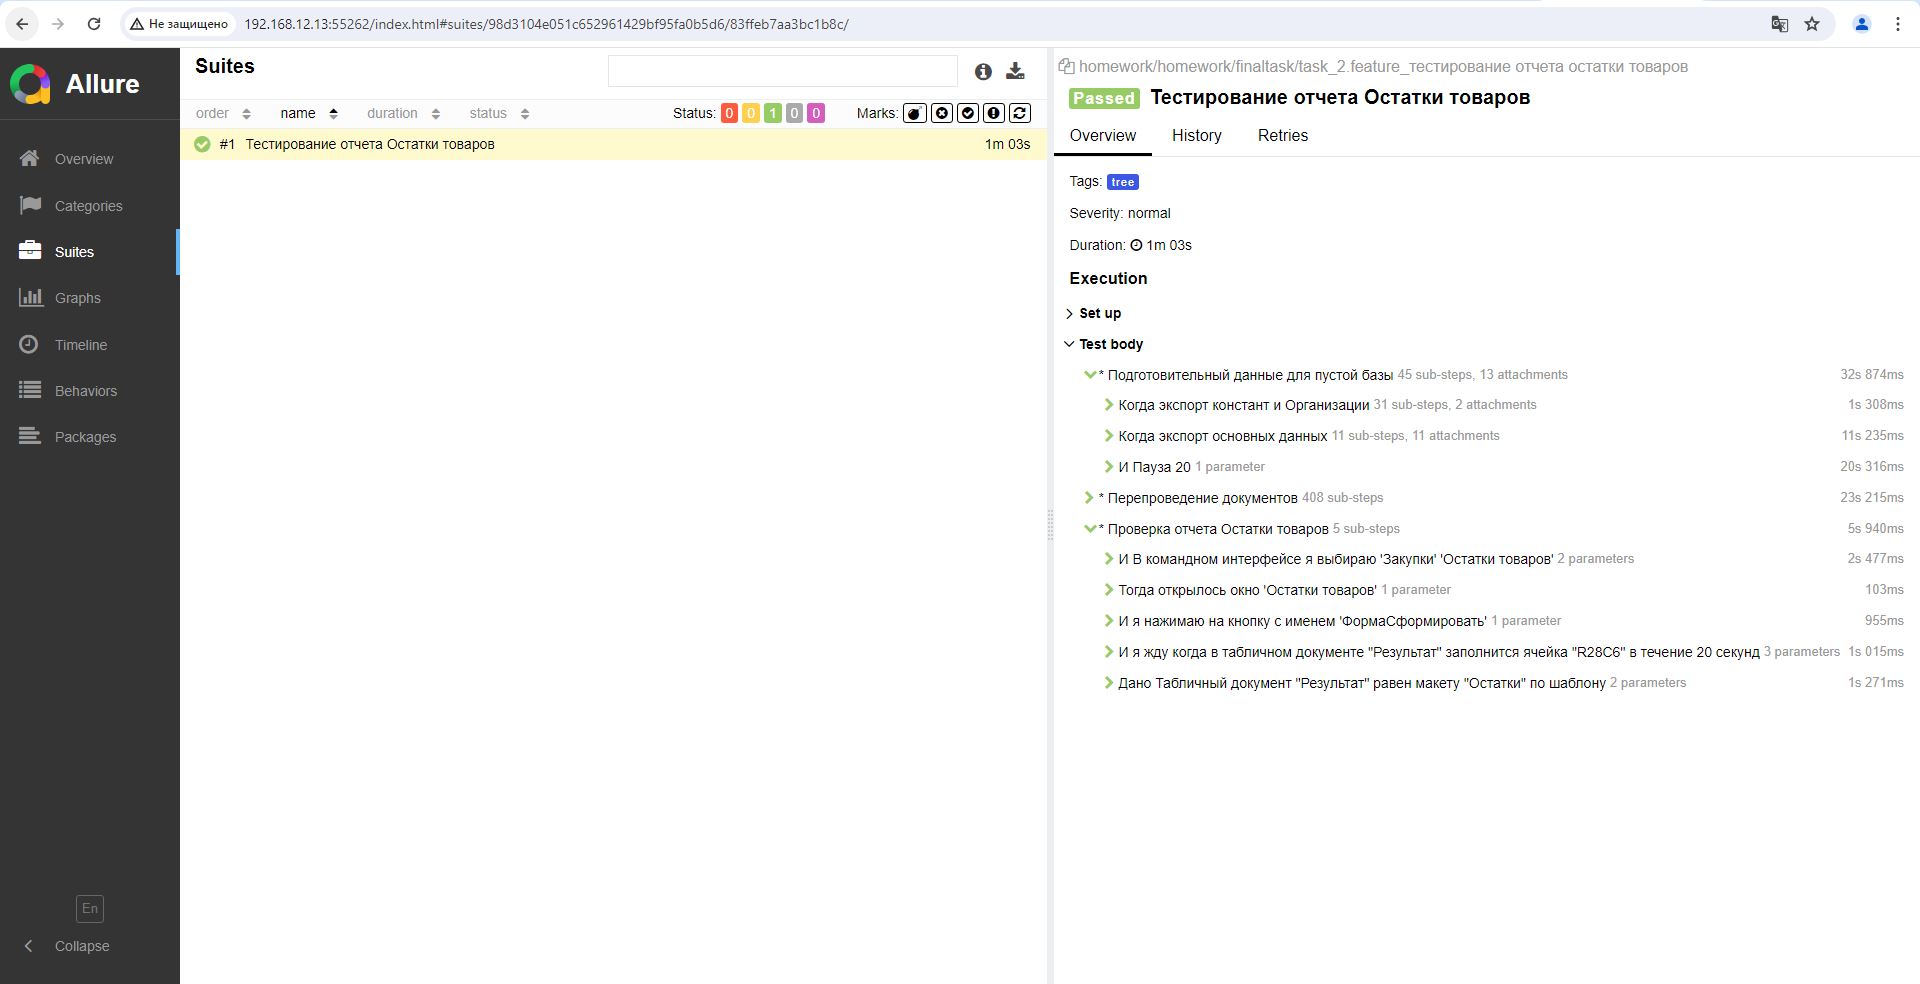 Не защищено
192.168.12.13:55262/index.html#suites/98d3104e051c652961429bf95fa0b5d6/83ffeb7aa3bc1b8c/
Allure
Overview
Categories
Suites
Graphs
Timeline
Behaviors
Packages
En
Collapse
Suites
order name duration status Status: 0 0 1 0 0 Marks:
#1 Тестирование отчета Остатки товаров 1m 03s
homework/homework/finaltask/task_2.feature_тестирование отчета остатки товаров
Passed Тестирование отчета Остатки товаров
Overview History Retries
Tags: tree
Severity: normal
Duration: 1m 03s
Execution
Set up
Test body
* Подготовительный данные для пустой базы 45 sub-steps, 13 attachments 32s 874ms
Когда экспорт констант и Организации 31 sub-steps, 2 attachments 1s 308ms
Когда экспорт основных данных 11 sub-steps, 11 attachments 11s 235ms
И Пауза 20 1 parameter 20s 316ms
* Перепроведение документов 408 sub-steps 23s 215ms
* Проверка отчета Остатки товаров 5 sub-steps 5s 940ms
И В командном интерфейсе я выбираю 'Закупки' 'Остатки товаров' 2 parameters 2s 477ms
Тогда открылось окно 'Остатки товаров' 1 parameter 103ms
И я нажимаю на кнопку с именем 'ФормаСформировать' 1 parameter 955ms
И я жду когда в табличном документе "Результат" заполнится ячейка "R28C6" в течение 20 секунд 3 parameters 1s 015ms
Дано Табличный документ "Результат" равен макету "Остатки" по шаблону 2 parameters 1s 271ms